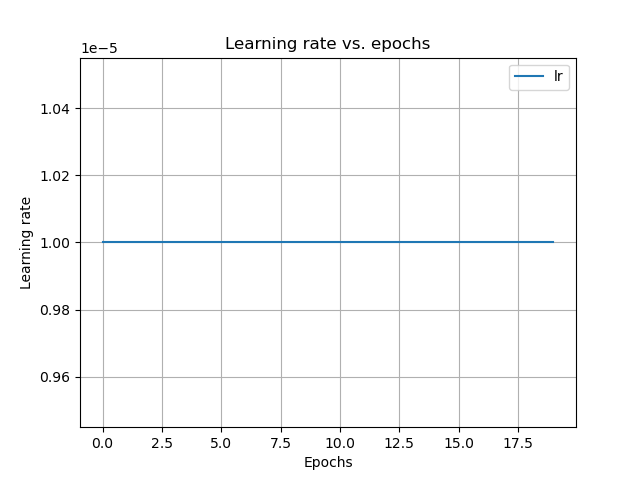 Learning rate vs. epochs
1e−5
lr
1.04
1.02
1.00
0.98
0.96
Learning rate
0.0 2.5 5.0 7.5 10.0 12.5 15.0 17.5
Epochs